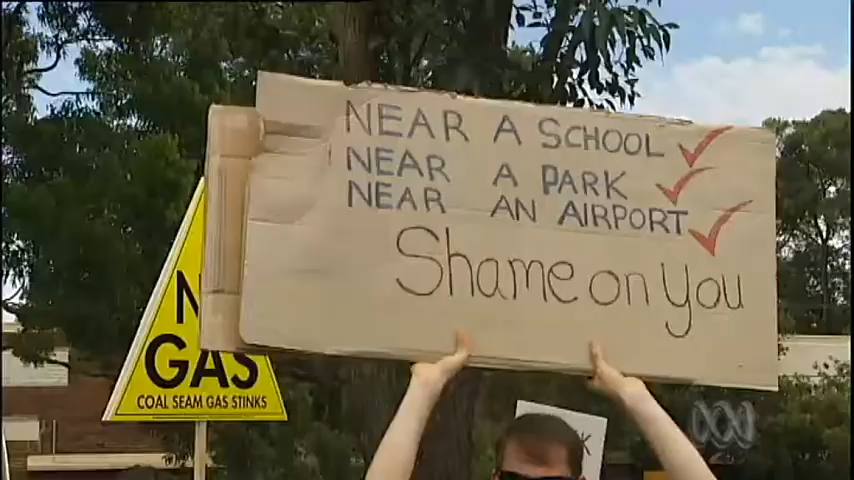 NEAR A SCHOOL ✓
NEAR A PARK ✓
NEAR AN AIRPORT ✓
Shame on you
GAS
COAL SEAM GAS STINKS